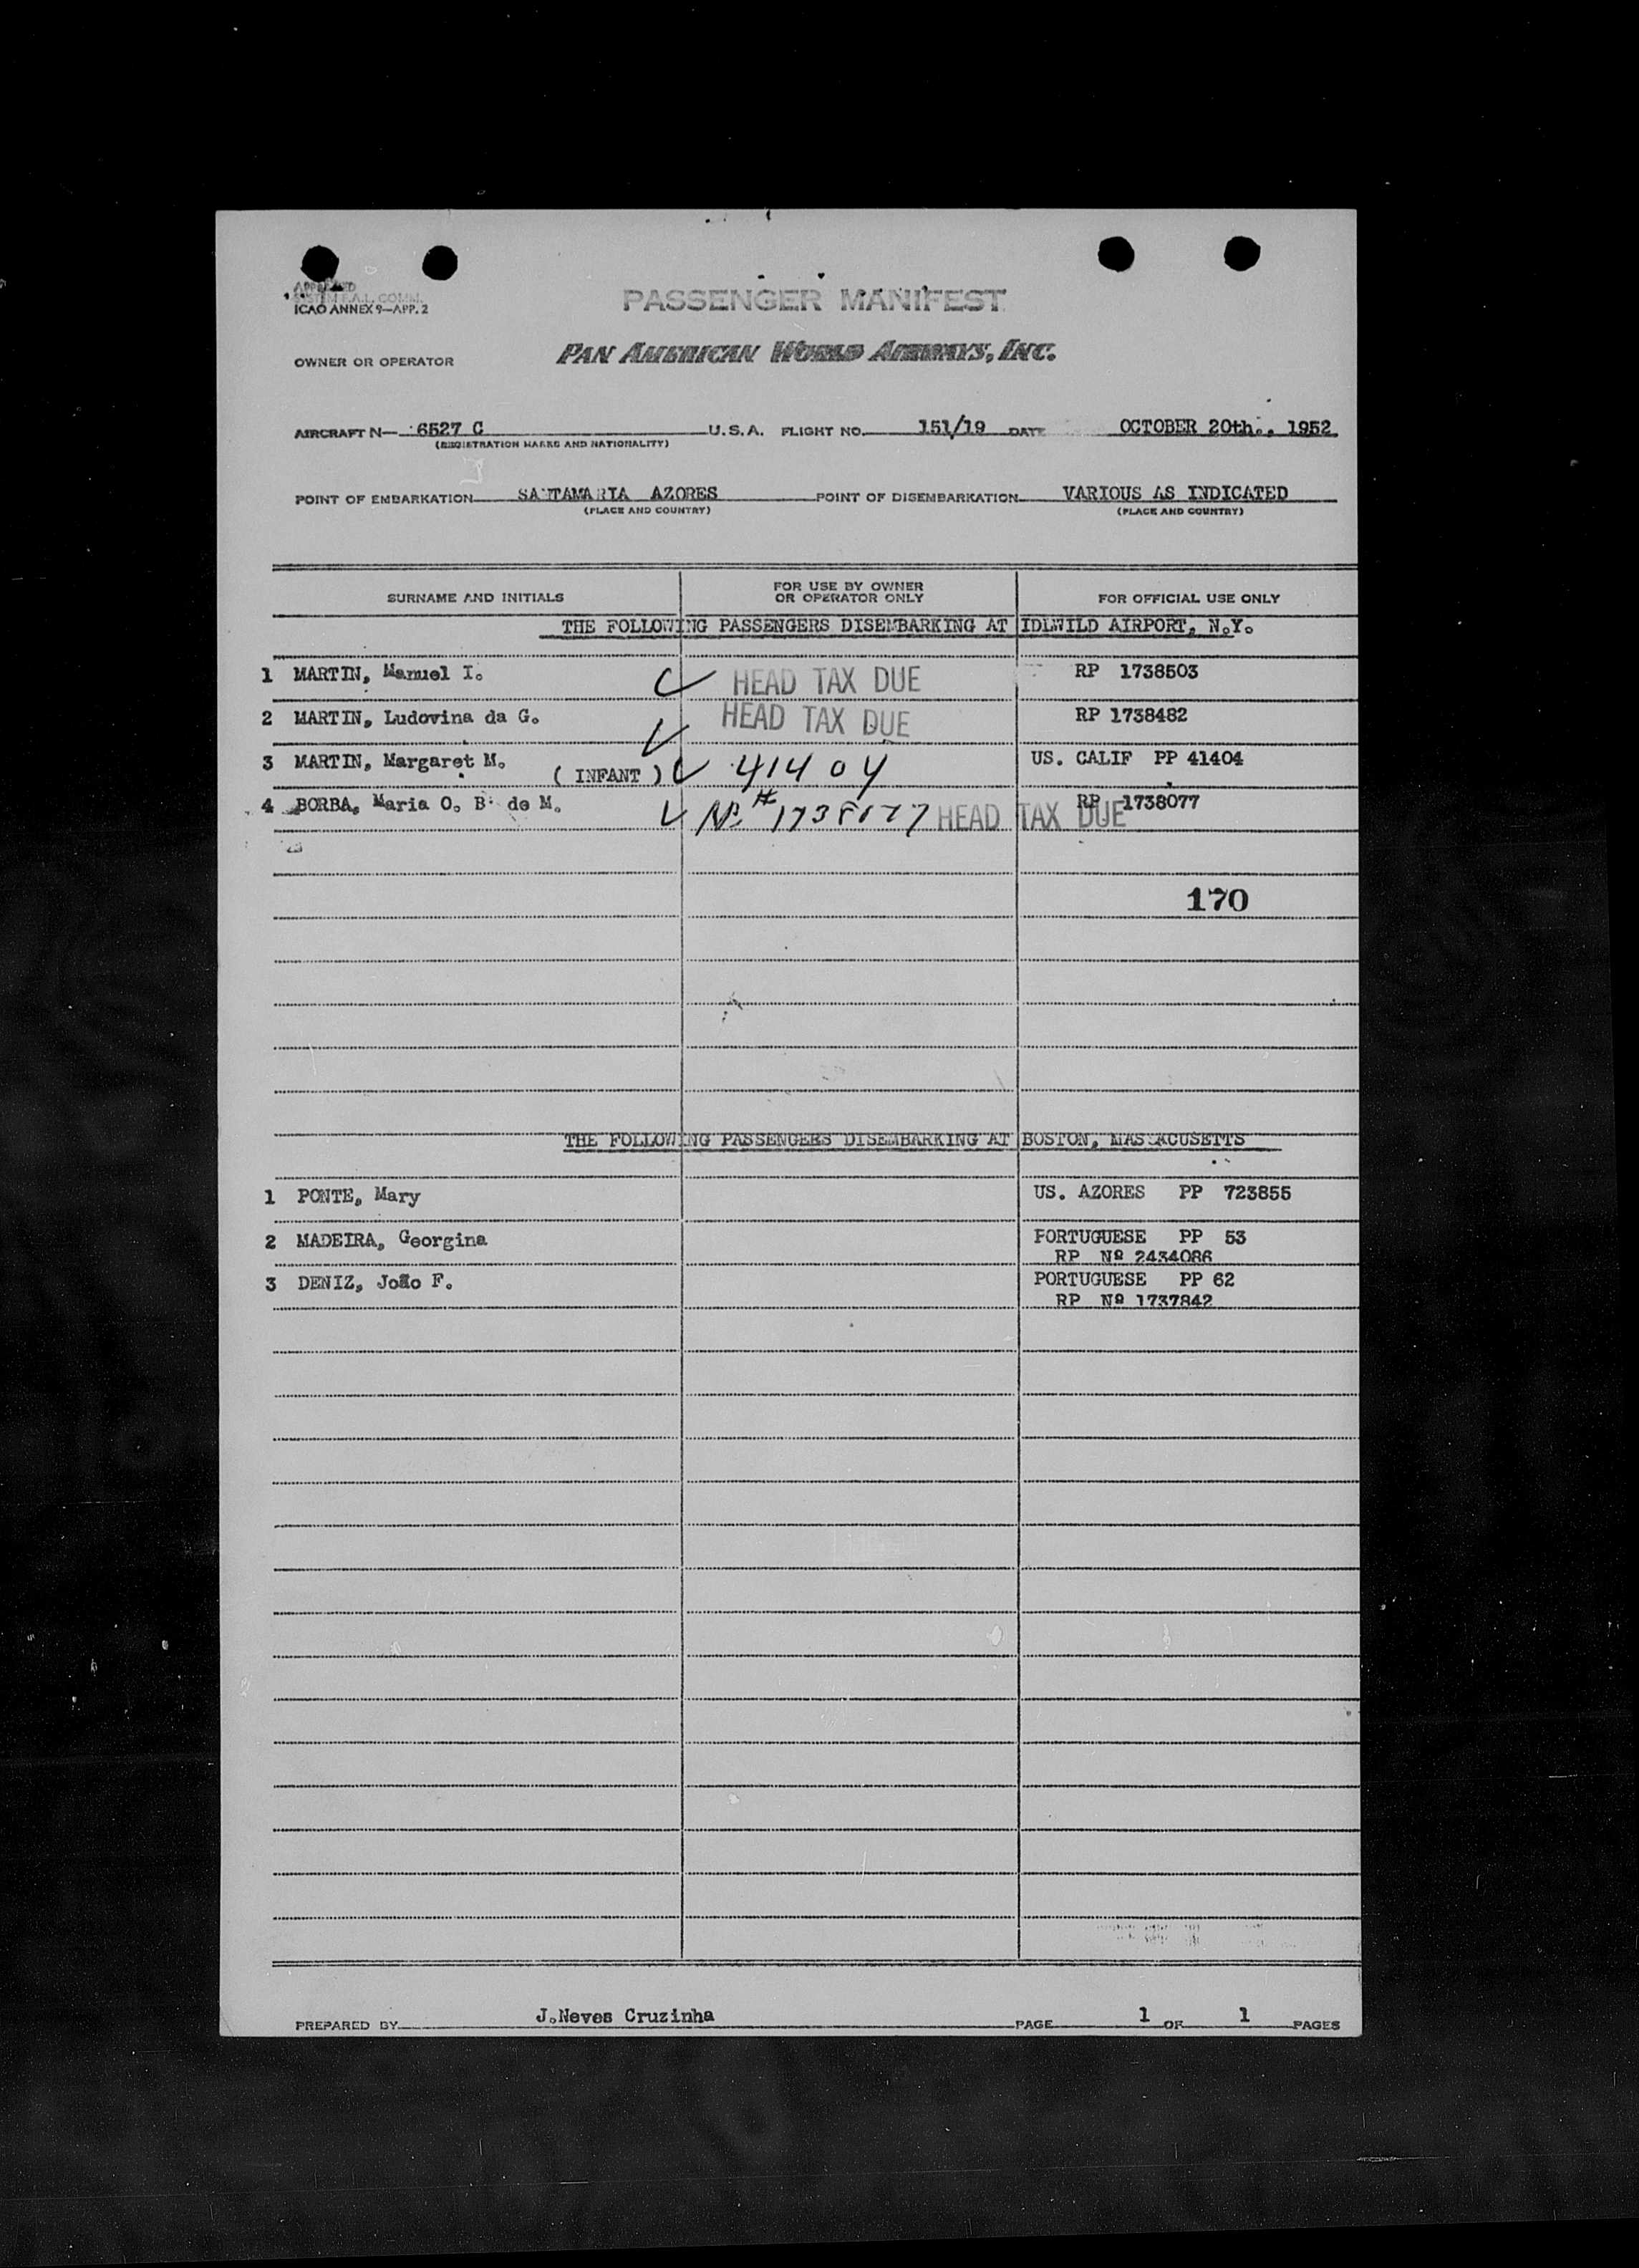 APPROVED
SYSTEM F.A.L. COMM.
ICAO ANNEX 9—APP. 2
PASSENGER MANIFEST
OWNER OR OPERATOR PAN AMERICAN WORLD AIRWAYS, INC.
AIRCRAFT N— 6527 C U.S.A. FLIGHT NO. 151/19 DATE OCTOBER 20th., 1952
(REGISTRATION MARKS AND NATIONALITY)
POINT OF EMBARKATION SANTAMARIA AZORES POINT OF DISEMBARKATION VARIOUS AS INDICATED
(PLACE AND COUNTRY) (PLACE AND COUNTRY)
SURNAME AND INITIALS FOR USE BY OWNER OR OPERATOR ONLY FOR OFFICIAL USE ONLY
THE FOLLOWING PASSENGERS DISEMBARKING AT IDLWILD AIRPORT, N.Y.
1 MARTIN, Manuel I. HEAD TAX DUE RP 1738503
2 MARTIN, Ludovina da G. HEAD TAX DUE RP 1738482
3 MARTIN, Margaret M. (INFANT) 41404 US. CALIF PP 41404
4 BORBA, Maria O. B. de M. # 1738077 HEAD TAX DUE RP 1738077
170
THE FOLLOWING PASSENGERS DISEMBARKING AT BOSTON, MASSACUSETTS
1 PONTE, Mary US. AZORES PP 723855
2 MADEIRA, Georgina PORTUGUESE PP 53
RP Nº 2434086
3 DENIZ, João F. PORTUGUESE PP 62
RP Nº 1737842
PREPARED BY J.Neves Cruzinha PAGE 1 OF 1 PAGES